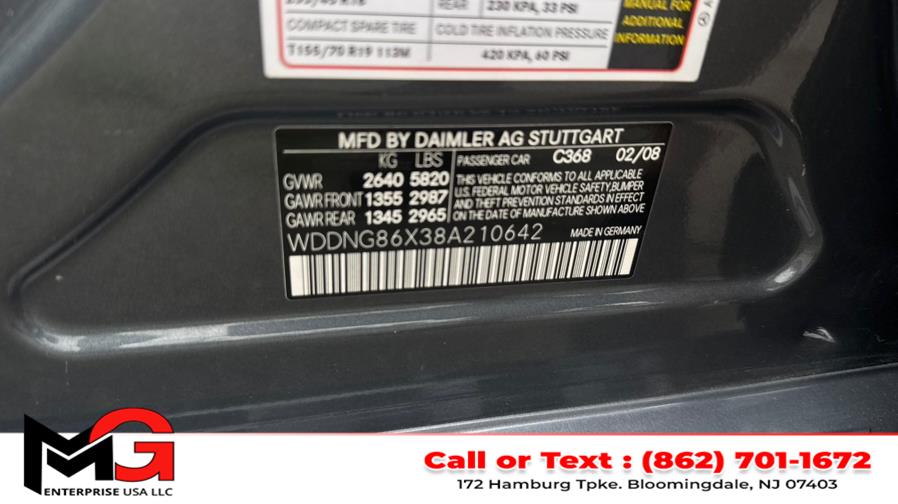 REAR 230 KPA, 33 PSI
MANUAL FOR
ADDITIONAL
INFORMATION
COMPACT SPARE TIRE COLD TIRE INFLATION PRESSURE
T155/70 R19 113M 420 KPA, 60 PSI
MFD BY DAIMLER AG STUTTGART
KG LBS PASSENGER CAR C368 02/08
GVWR 2640 5820 THIS VEHICLE CONFORMS TO ALL APPLICABLE
GAWR FRONT 1355 2987 U.S. FEDERAL MOTOR VEHICLE SAFETY, BUMPER
AND THEFT PREVENTION STANDARDS IN EFFECT
GAWR REAR 1345 2965 ON THE DATE OF MANUFACTURE SHOWN ABOVE
WDDNG86X38A210642
MG
ENTERPRISE USA LLC
Call or Text : (862) 701-1672
172 Hamburg Tpke. Bloomingdale, NJ 07403